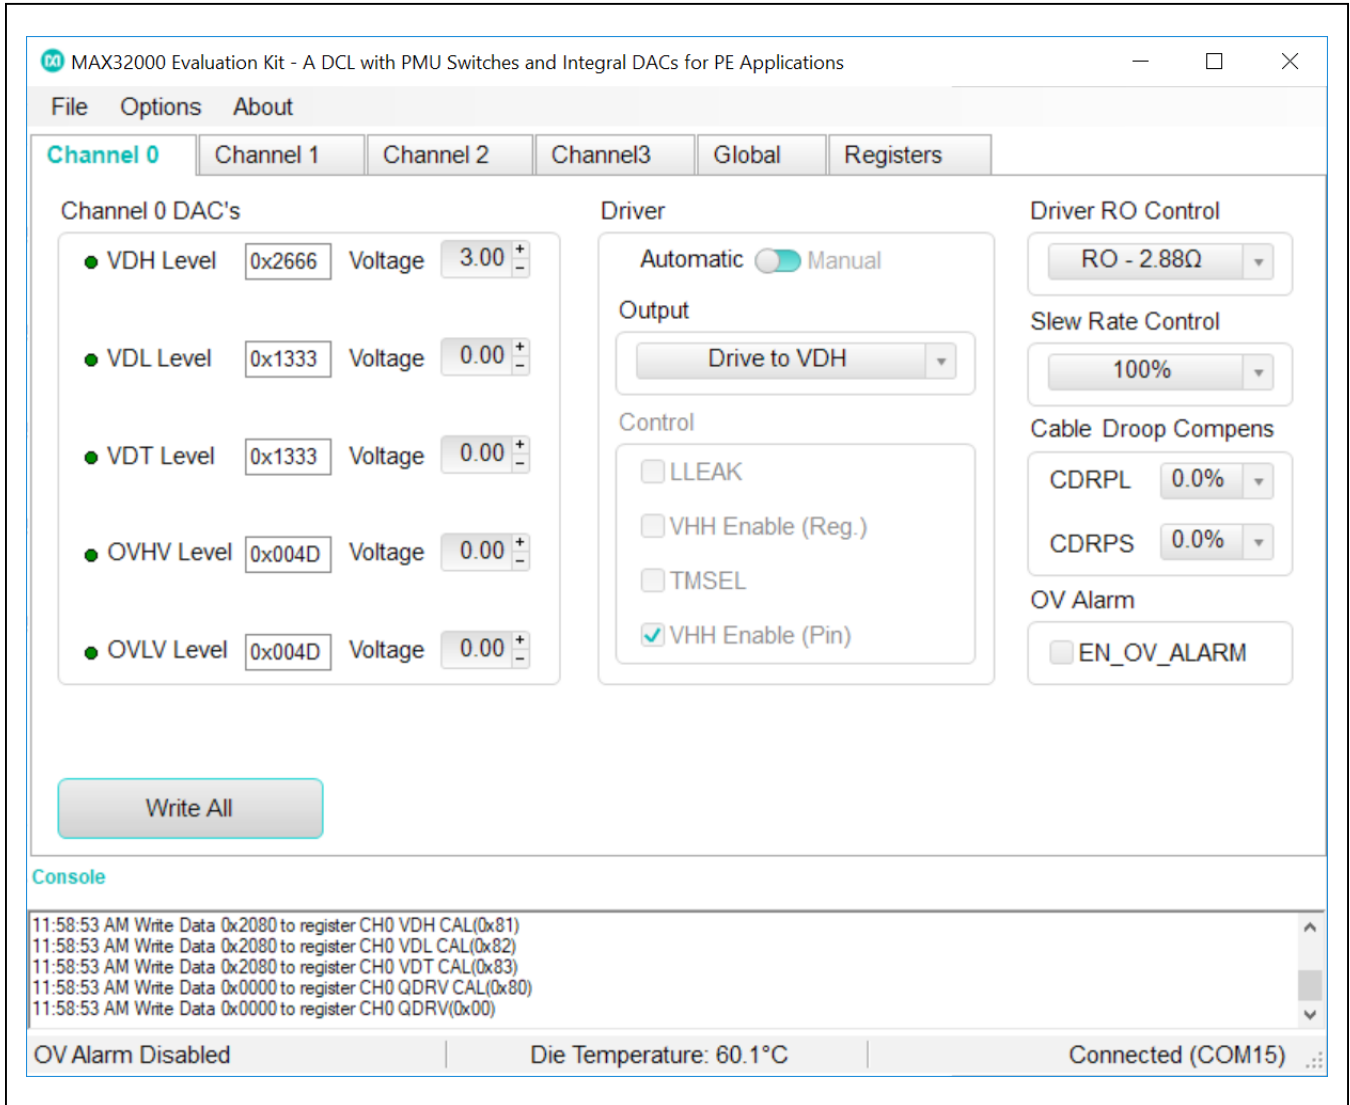 MAX32000 Evaluation Kit - A DCL with PMU Switches and Integral DACs for PE Applications
File Options About
Channel 0 Channel 1 Channel 2 Channel3 Global Registers
Channel 0 DAC's
VDH Level 0x2666 Voltage 3.00
VDL Level 0x1333 Voltage 0.00
VDT Level 0x1333 Voltage 0.00
OVHV Level 0x004D Voltage 0.00
OVLV Level 0x004D Voltage 0.00
Driver
Automatic Manual
Output
Drive to VDH
Control
LLEAK
VHH Enable (Reg.)
TMSEL
VHH Enable (Pin)
Driver RO Control
RO - 2.88Ω
Slew Rate Control
100%
Cable Droop Compens
CDRPL 0.0%
CDRPS 0.0%
OV Alarm
EN_OV_ALARM
Write All
Console
11:58:53 AM Write Data 0x2080 to register CH0 VDH CAL(0x81)
11:58:53 AM Write Data 0x2080 to register CH0 VDL CAL(0x82)
11:58:53 AM Write Data 0x2080 to register CH0 VDT CAL(0x83)
11:58:53 AM Write Data 0x0000 to register CH0 QDRV CAL(0x80)
11:58:53 AM Write Data 0x0000 to register CH0 QDRV(0x00)
OV Alarm Disabled Die Temperature: 60.1°C Connected (COM15)